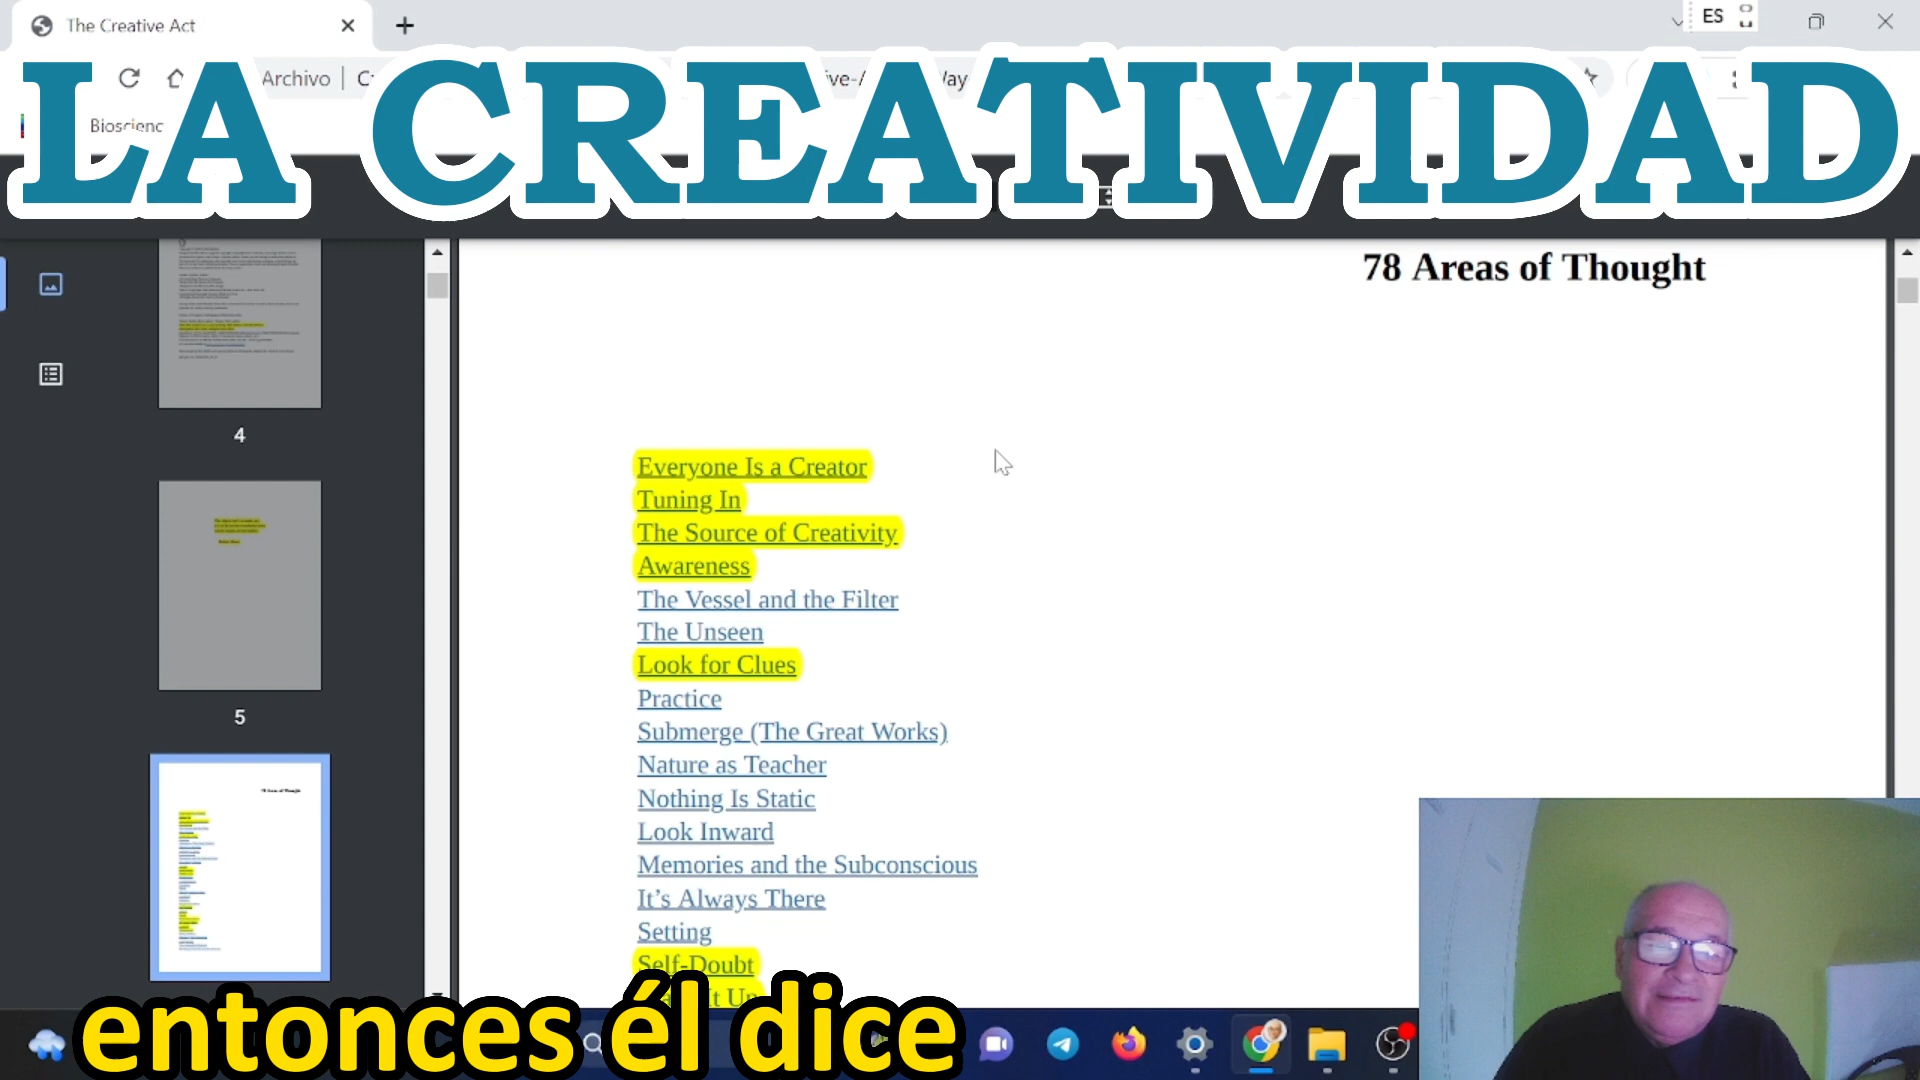 The Creative Act
ES
Archivo
LA CREATIVIDAD
78 Areas of Thought
4
5
Everyone Is a Creator
Tuning In
The Source of Creativity
Awareness
The Vessel and the Filter
The Unseen
Look for Clues
Practice
Submerge (The Great Works)
Nature as Teacher
Nothing Is Static
Look Inward
Memories and the Subconscious
It’s Always There
Setting
Self-Doubt
It Up
entonces él dice